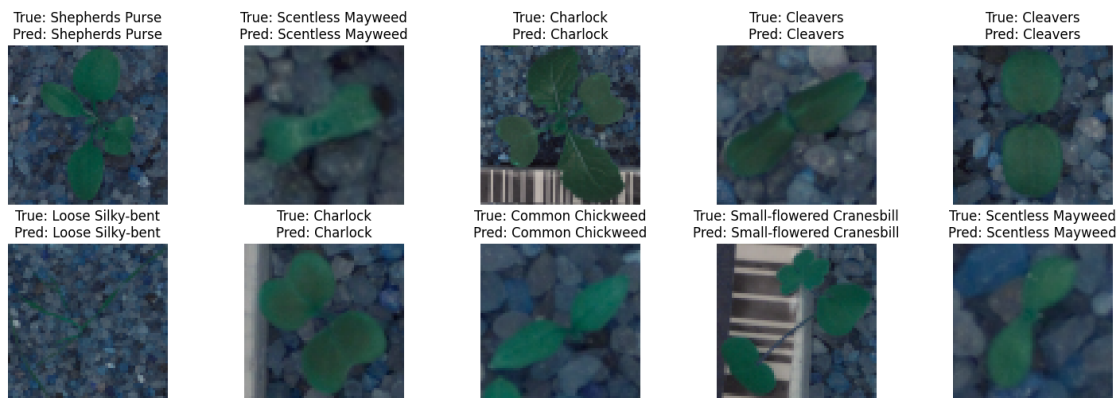 True: Shepherds Purse
Pred: Shepherds Purse
True: Scentless Mayweed
Pred: Scentless Mayweed
True: Charlock
Pred: Charlock
True: Cleavers
Pred: Cleavers
True: Cleavers
Pred: Cleavers
True: Loose Silky-bent
Pred: Loose Silky-bent
True: Charlock
Pred: Charlock
True: Common Chickweed
Pred: Common Chickweed
True: Small-flowered Cranesbill
Pred: Small-flowered Cranesbill
True: Scentless Mayweed
Pred: Scentless Mayweed